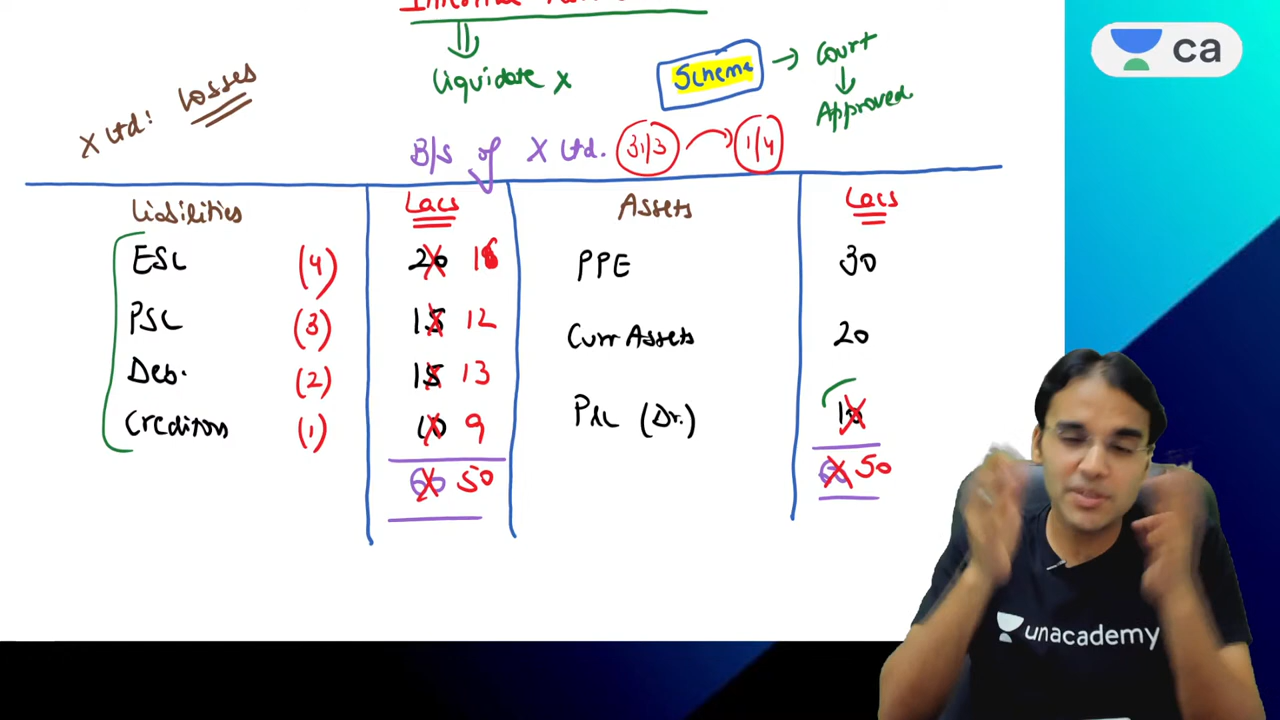 ca
Liquidate X
Scheme → Court
Approved
X Ltd: Losses
B/S of X Ltd. 31/3 1/4
Liabilities Lacs Assets Lacs
ESC (4) 20 16 PPE 30
PSC (3) 15 12 Curr Assets 20
Deb. (2) 15 13
Creditors (1) 10 9 P&L (Dr.) 10
60 50 60 50
unacademy